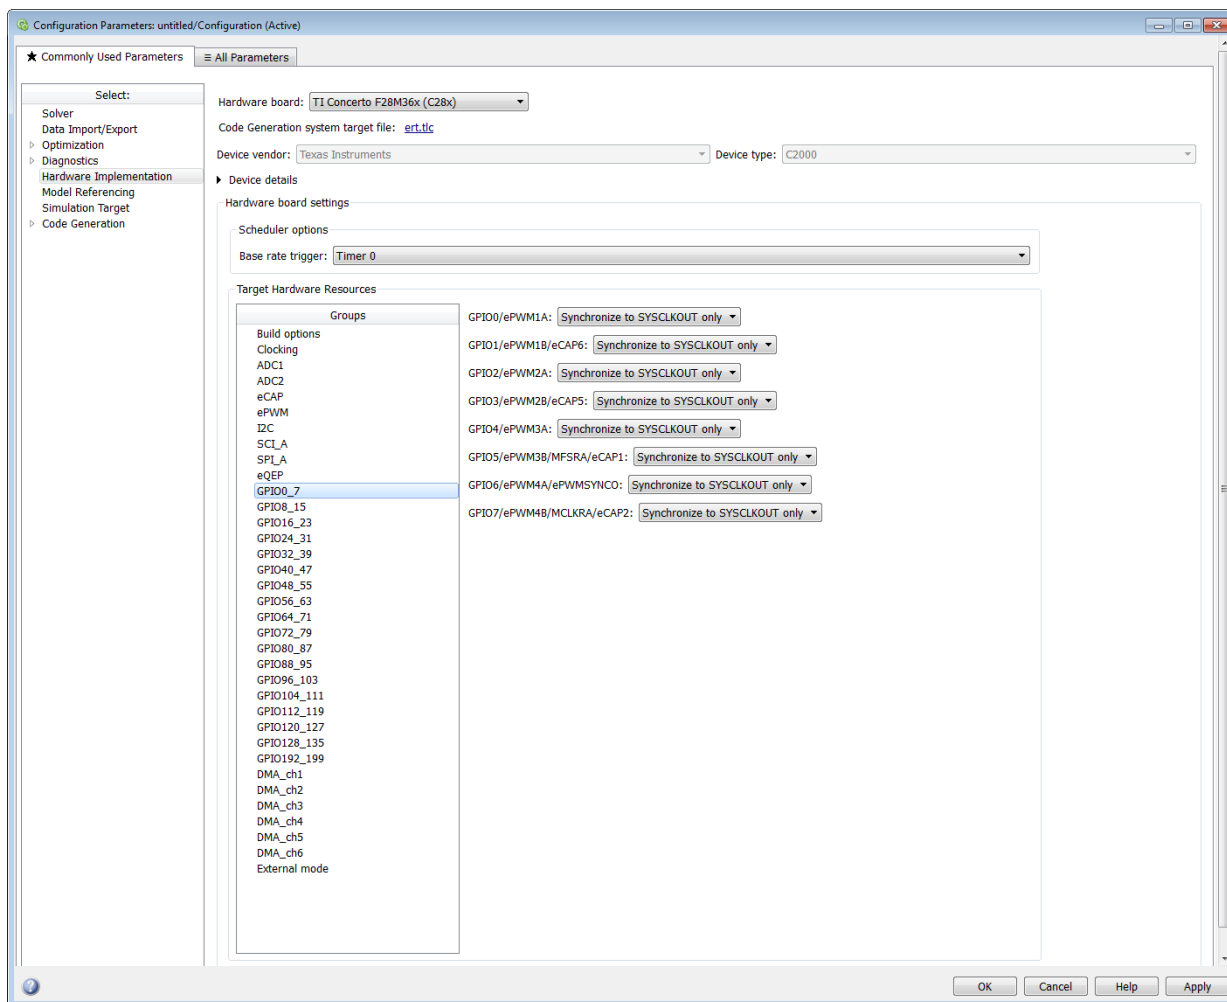 Configuration Parameters: untitled/Configuration (Active)
★ Commonly Used Parameters
≡ All Parameters
Select:
Solver
Data Import/Export
Optimization
Diagnostics
Hardware Implementation
Model Referencing
Simulation Target
Code Generation
Hardware board: TI Concerto F28M36x (C28x)
Code Generation system target file: ert.tlc
Device vendor: Texas Instruments Device type: C2000
Device details
Hardware board settings
Scheduler options
Base rate trigger: Timer 0
Target Hardware Resources
Groups
Build options
Clocking
ADC1
ADC2
eCAP
ePWM
I2C
SCI_A
SPI_A
eQEP
GPIO0_7
GPIO8_15
GPIO16_23
GPIO24_31
GPIO32_39
GPIO40_47
GPIO48_55
GPIO56_63
GPIO64_71
GPIO72_79
GPIO80_87
GPIO88_95
GPIO96_103
GPIO104_111
GPIO112_119
GPIO120_127
GPIO128_135
GPIO192_199
DMA_ch1
DMA_ch2
DMA_ch3
DMA_ch4
DMA_ch5
DMA_ch6
External mode
GPIO0/ePWM1A: Synchronize to SYSCLKOUT only
GPIO1/ePWM1B/eCAP6: Synchronize to SYSCLKOUT only
GPIO2/ePWM2A: Synchronize to SYSCLKOUT only
GPIO3/ePWM2B/eCAP5: Synchronize to SYSCLKOUT only
GPIO4/ePWM3A: Synchronize to SYSCLKOUT only
GPIO5/ePWM3B/MFSRA/eCAP1: Synchronize to SYSCLKOUT only
GPIO6/ePWM4A/ePWMSYNCO: Synchronize to SYSCLKOUT only
GPIO7/ePWM4B/MCLKRA/eCAP2: Synchronize to SYSCLKOUT only
OK Cancel Help Apply